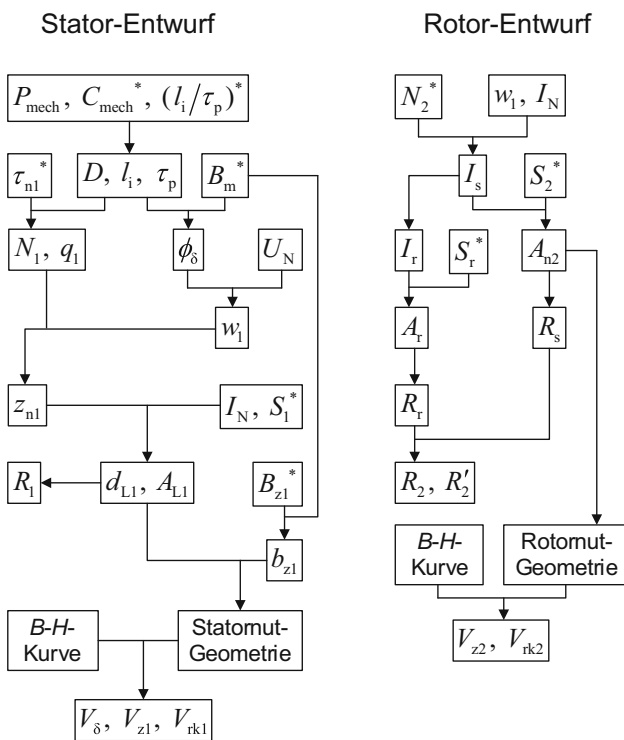 Stator-Entwurf
P_mech, C_mech*, (l_i/τ_p)*
τ_n1*
D, l_i, τ_p
B_m*
N_1, q_1
ϕ_δ
U_N
w_1
z_n1
I_N, S_1*
R_1
d_L1, A_L1
B_z1*
b_z1
B-H-
Kurve
Statornut-
Geometrie
V_δ, V_z1, V_rk1
Rotor-Entwurf
N_2*
w_1, I_N
I_s
S_2*
I_r
S_r*
A_n2
A_r
R_s
R_r
R_2, R_2′
B-H-
Kurve
Rotornut-
Geometrie
V_z2, V_rk2